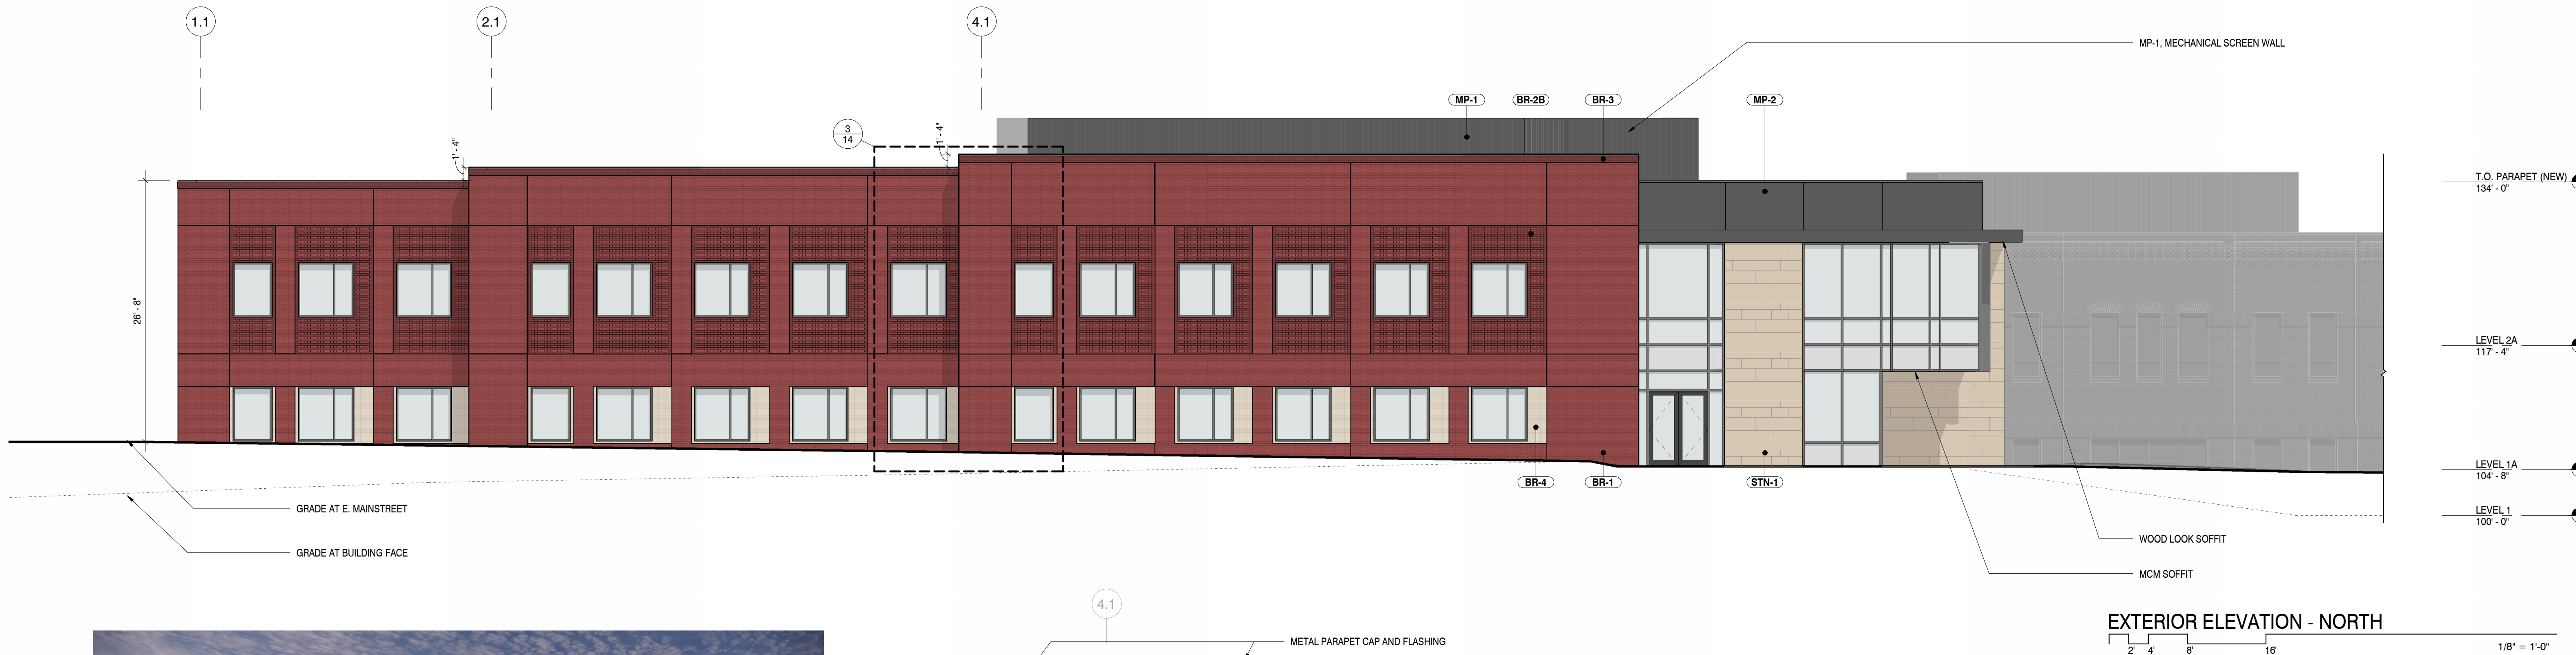 1.1
2.1
4.1
MP-1, MECHANICAL SCREEN WALL
MP-1
BR-2B
BR-3
MP-2
3
14
1' - 4"
1' - 4"
T.O. PARAPET (NEW)
134' - 0"
26' - 8"
LEVEL 2A
117' - 4"
LEVEL 1A
104' - 8"
BR-4
BR-1
STN-1
GRADE AT E. MAINSTREET
LEVEL 1
100' - 0"
WOOD LOOK SOFFIT
GRADE AT BUILDING FACE
MCM SOFFIT
4.1
EXTERIOR ELEVATION - NORTH
METAL PARAPET CAP AND FLASHING
2' 4' 8' 16'
1/8" = 1'-0"